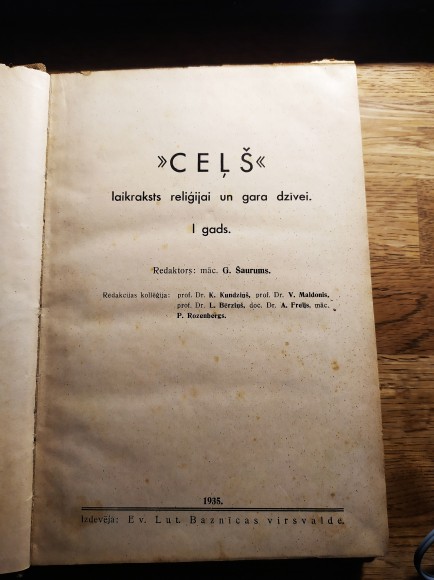 »CEĻŠ«
laikraksts reliģijai un gara dzīvei.
I gads.
Redaktors: māc. G. Šaurums.
Redakcijas kollēģija: prof. Dr. K. Kundziņš, prof. Dr. V. Maldonis,
prof. Dr. L. Bērziņš, doc. Dr. A. Freijs, māc.
P. Rozenbergs.
1935.
Izdevēja: Ev. Lut. Baznīcas virsvalde.